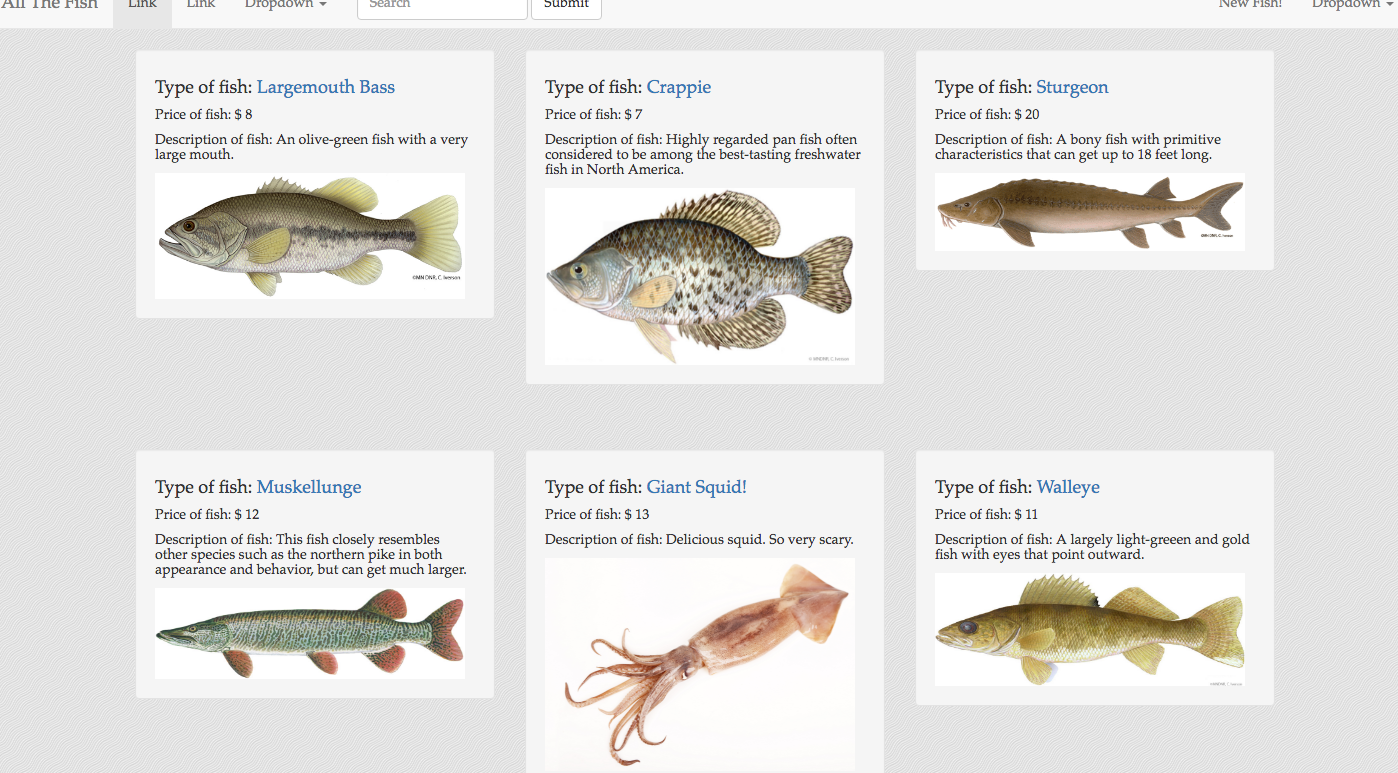 All The Fish Link Link Dropdown Search Submit New Fish! Dropdown
Type of fish: Largemouth Bass
Price of fish: $ 8
Description of fish: An olive-green fish with a very
large mouth.
©MN DNR, C. Iverson
Type of fish: Crappie
Price of fish: $ 7
Description of fish: Highly regarded pan fish often
considered to be among the best-tasting freshwater
fish in North America.
© MNDNR, C. Iverson
Type of fish: Sturgeon
Price of fish: $ 20
Description of fish: A bony fish with primitive
characteristics that can get up to 18 feet long.
©MN DNR, C. Iverson
Type of fish: Muskellunge
Price of fish: $ 12
Description of fish: This fish closely resembles
other species such as the northern pike in both
appearance and behavior, but can get much larger.
Type of fish: Giant Squid!
Price of fish: $ 13
Description of fish: Delicious squid. So very scary.
Type of fish: Walleye
Price of fish: $ 11
Description of fish: A largely light-greeen and gold
fish with eyes that point outward.
©MNDNR, C. Iverson